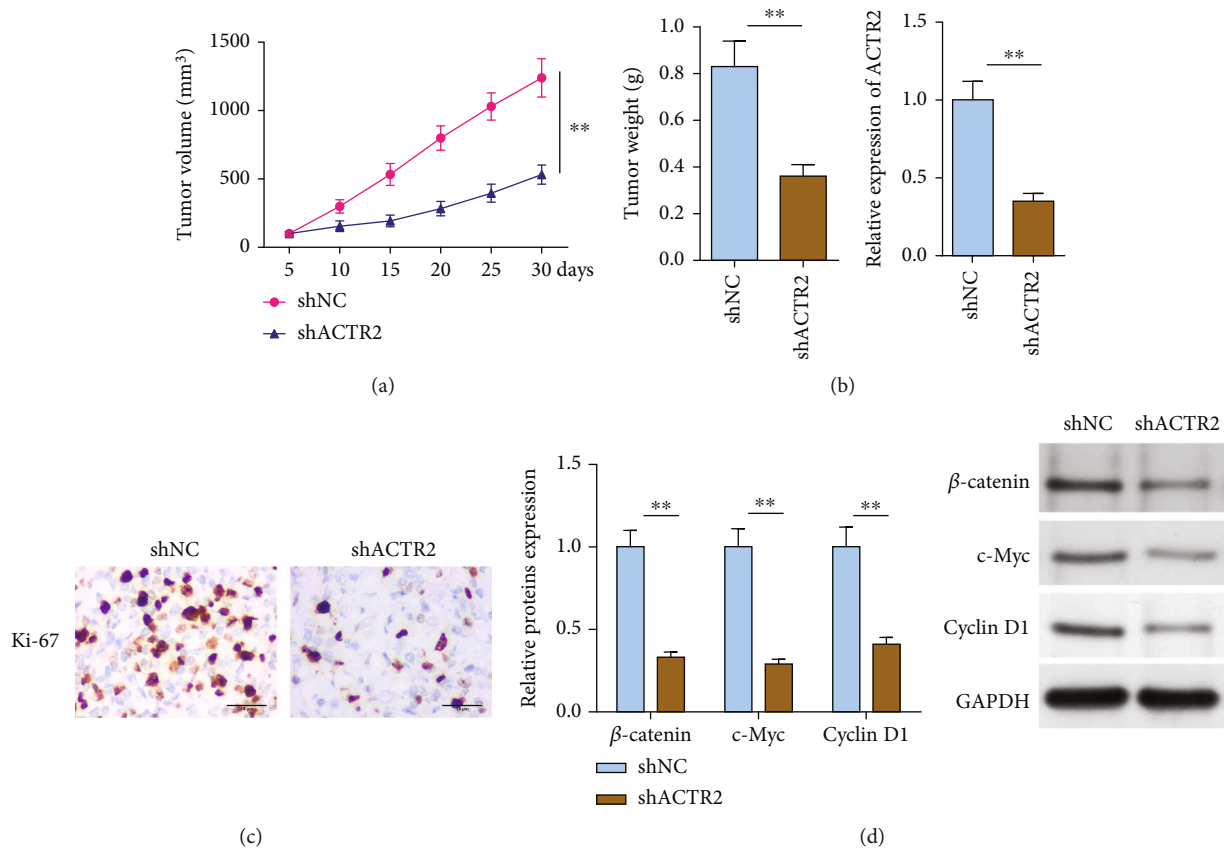 1500
1000
500
0
Tumor volume (mm³)
5 10 15 20 25 30 days
**
shNC
shACTR2
(a)
1.0
0.8
0.6
0.4
0.2
0.0
Tumor weight (g)
**
shNC
shACTR2
1.5
1.0
0.5
0.0
Relative expression of ACTR2
**
shNC
shACTR2
(b)
shNC shACTR2
Ki-67
(c)
1.5
1.0
0.5
0.0
Relative proteins expression
** ** **
β-catenin c-Myc Cyclin D1
shNC
shACTR2
shNC shACTR2
β-catenin
c-Myc
Cyclin D1
GAPDH
(d)